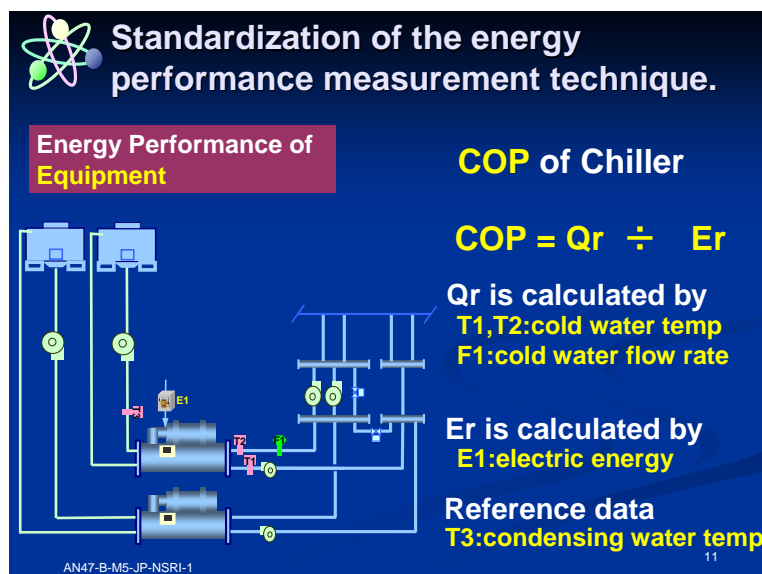 Standardization of the energy
performance measurement technique.
Energy Performance of
Equipment
COP of Chiller
COP = Qr ÷ Er
Qr is calculated by
T1,T2:cold water temp
F1:cold water flow rate
E1
T3
T2
F1
T1
Er is calculated by
E1:electric energy
Reference data
T3:condensing water temp
11
AN47-B-M5-JP-NSRI-1